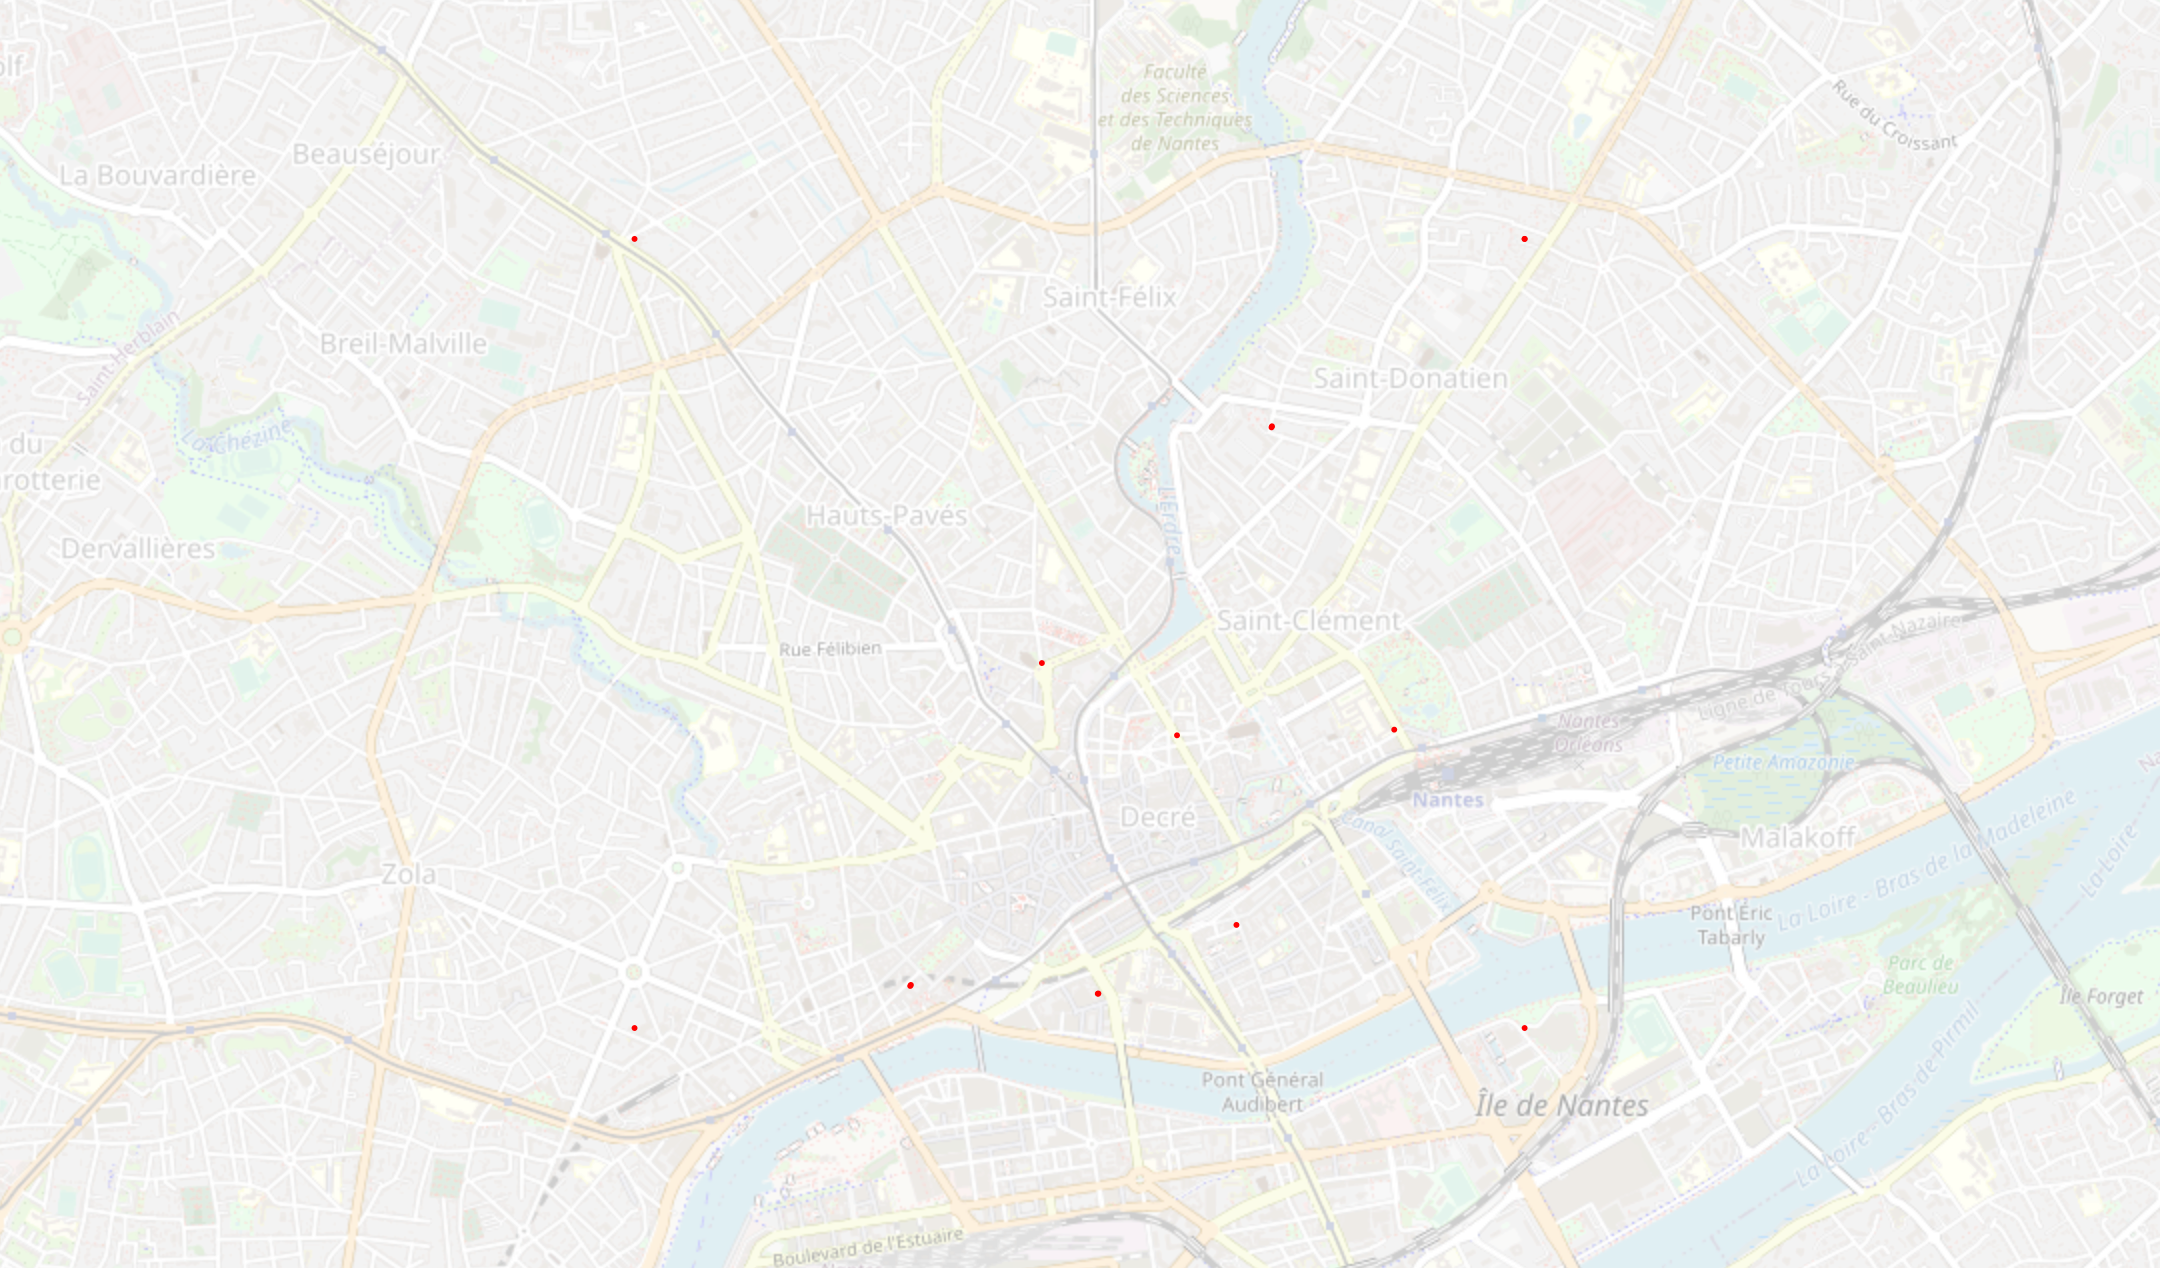 Faculté
des Sciences
et des Techniques
de Nantes
Rue du Croissant
Beauséjour
La Bouvardière
Saint-Félix
Saint-Herblain
Breil-Malville
Saint-Donatien
La Chézine
du
Hauts-Pavés
L'Erdre
Dervallières
Saint-Clément
Rue Félibien
Ligne de Tours à Saint-Nazaire
Nantes
Orléans
Petite Amazonie
Nantes
Decré
Canal Saint-Félix
Malakoff
La Loire - Bras de la Madeleine
La Loire
Zola
Pont Éric
Tabarly
Parc de
Beaulieu
Île Forget
Pont Général
Audibert
Île de Nantes
La Loire - Bras de Pirmil
Boulevard de l'Estuaire